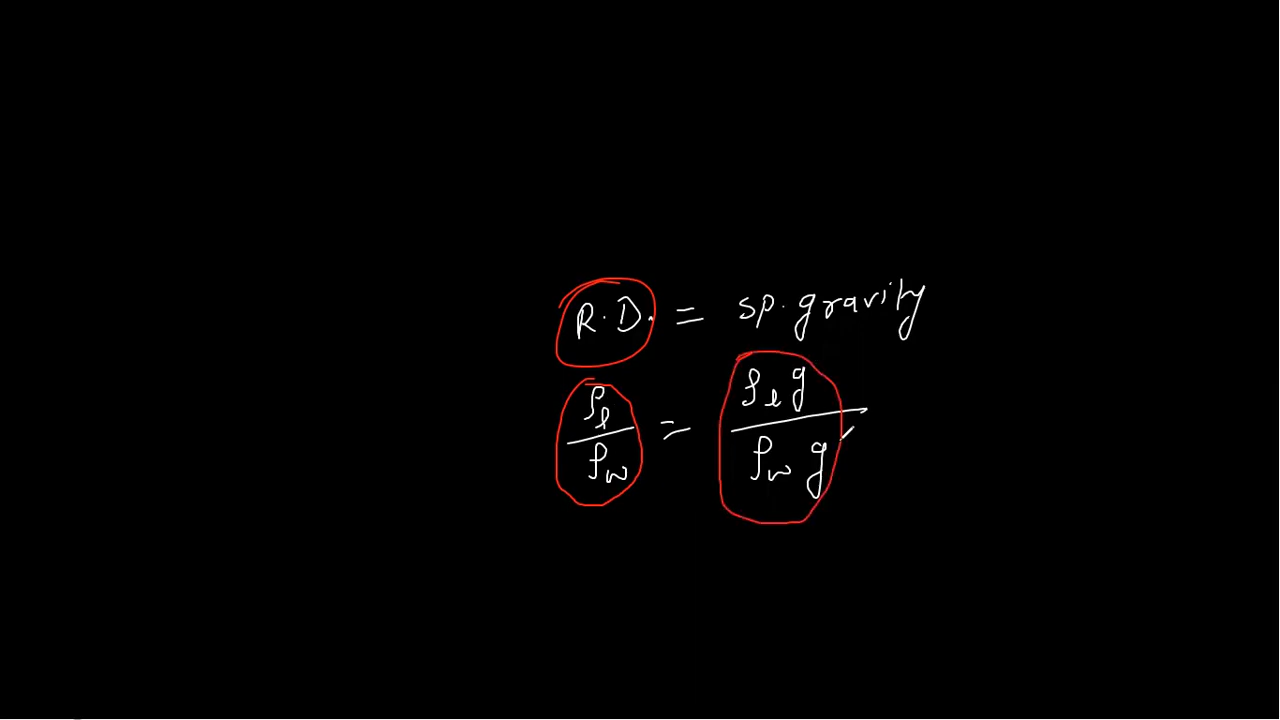 R.D. = sp. gravity
ρl / ρw = ρl g / ρw g